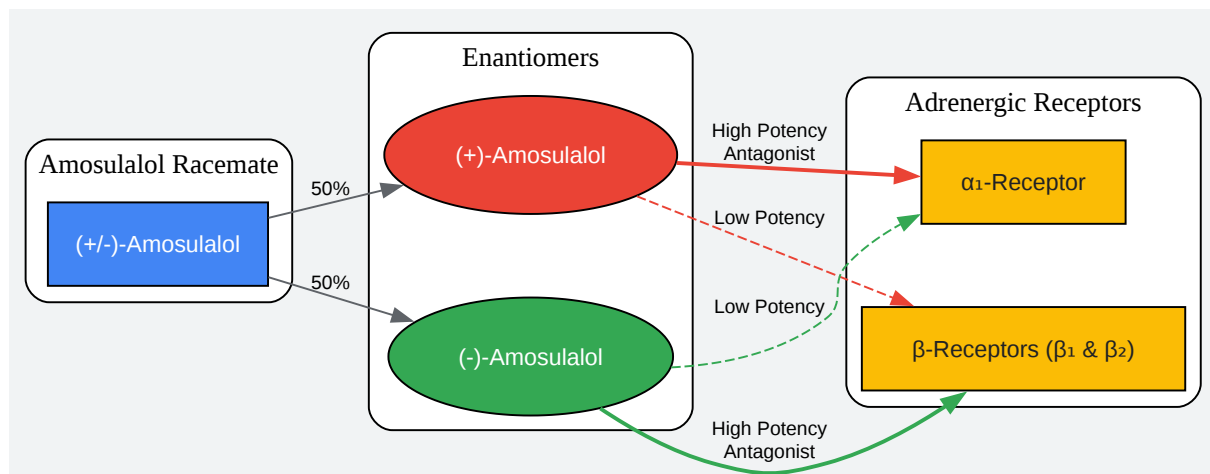 Amosulalol Racemate
(+/-)-Amosulalol
50%
50%
Enantiomers
(+)-Amosulalol
(-)-Amosulalol
High Potency
Antagonist
Low Potency
Low Potency
High Potency
Antagonist
Adrenergic Receptors
α₁-Receptor
β-Receptors (β₁ & β₂)